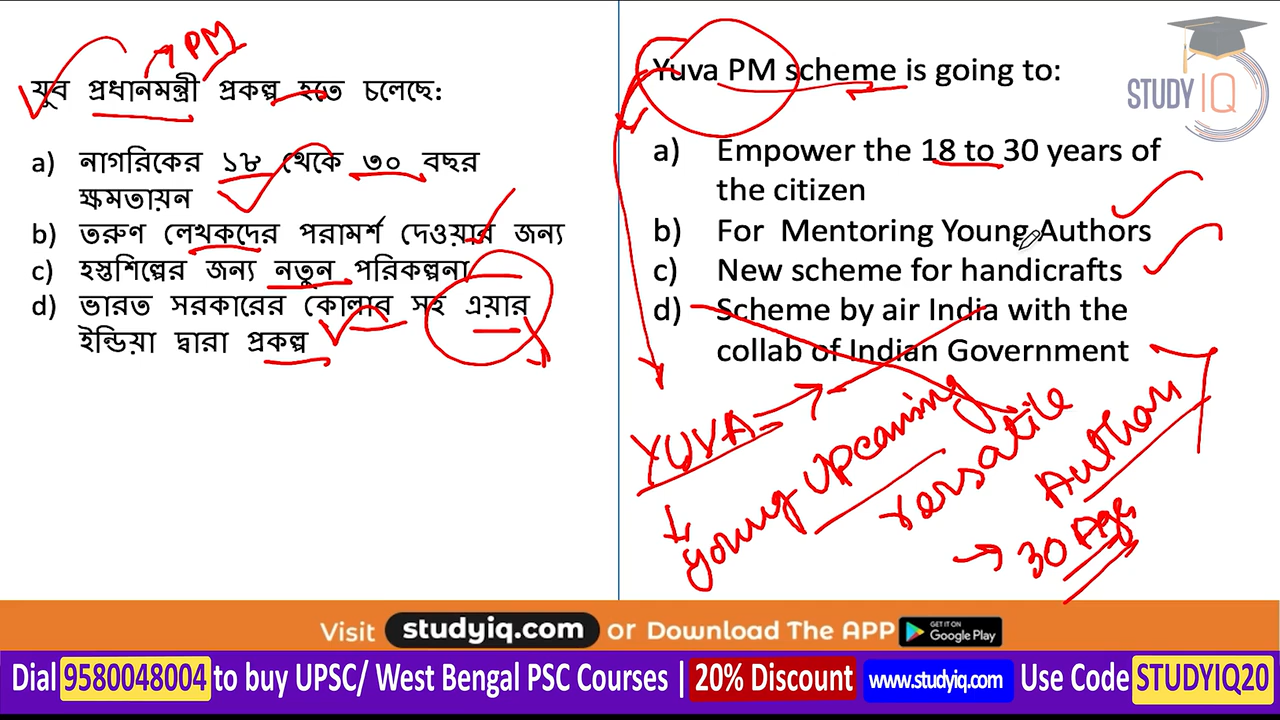 যুব প্রধানমন্ত্রী প্রকল্প হতে চলেছে:
PM
a) নাগরিকের ১৮ থেকে ৩০ বছর
ক্ষমতায়ন
b) তরুণ লেখকদের পরামর্শ দেওয়ার জন্য
c) হস্তশিল্পের জন্য নতুন পরিকল্পনা
d) ভারত সরকারের কোলাব সহ এয়ার
ইন্ডিয়া দ্বারা প্রকল্প
Yuva PM scheme is going to:
a) Empower the 18 to 30 years of
the citizen
b) For Mentoring Young Authors
c) New scheme for handicrafts
d) Scheme by air India with the
collab of Indian Government
YUVA
young Upcoming
versatile
Authors
30 Age
STUDY IQ
Visit studyiq.com or Download The APP GET IT ON Google Play
Dial 9580048004 to buy UPSC/ West Bengal PSC Courses | 20% Discount www.studyiq.com Use Code STUDYIQ20